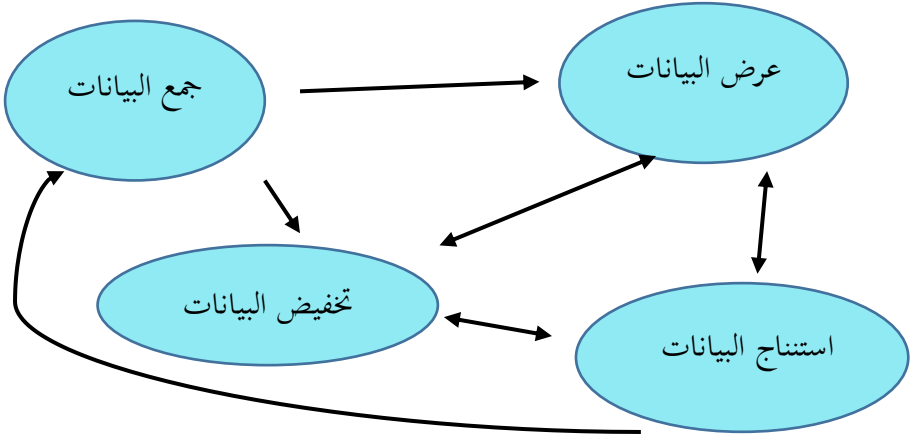 جمع البيانات
عرض البيانات
تخفيض البيانات
استنناج البيانات